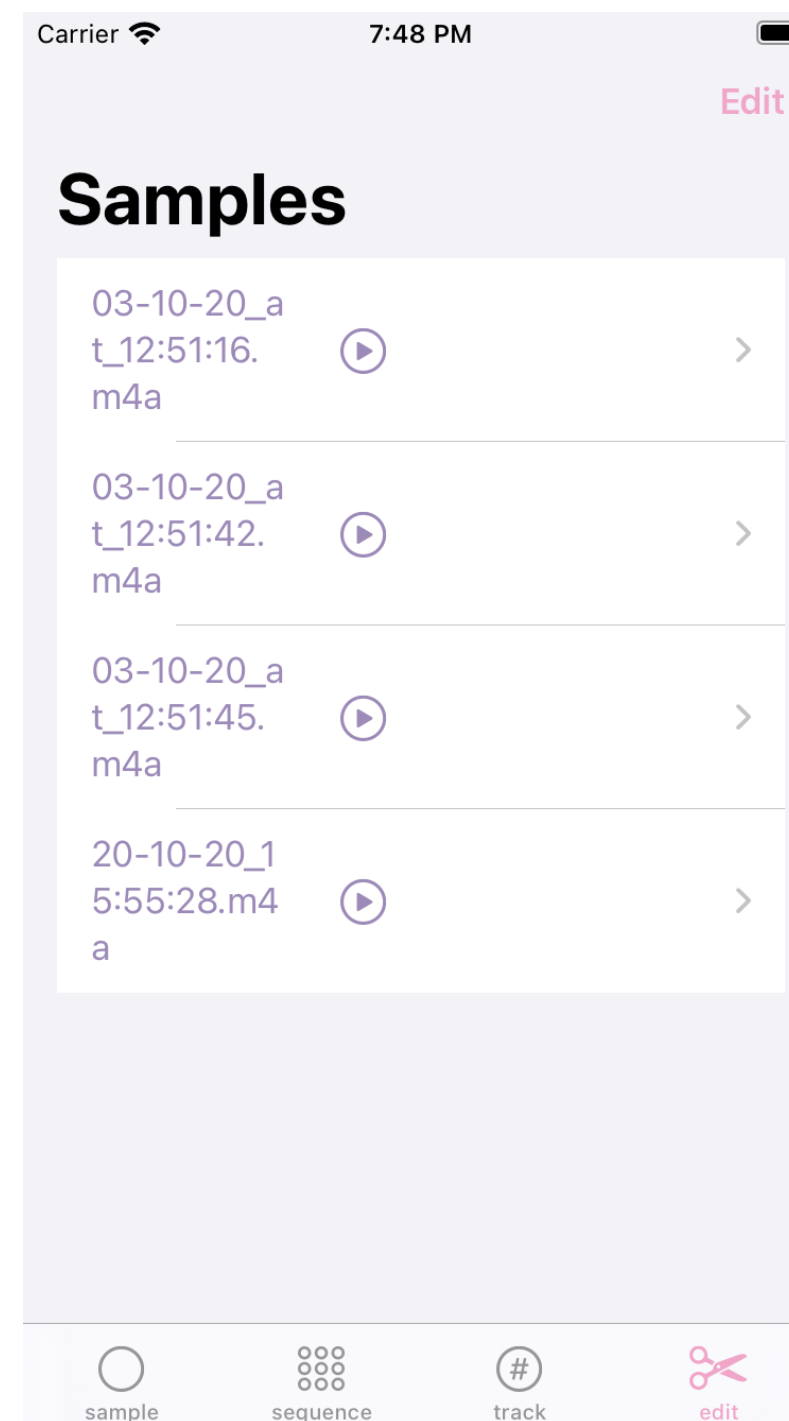 Carrier 7:48 PM
Edit
Samples
03-10-20_a
t_12:51:16.
m4a
03-10-20_a
t_12:51:42.
m4a
03-10-20_a
t_12:51:45.
m4a
20-10-20_1
5:55:28.m4
a
#
sample sequence track edit